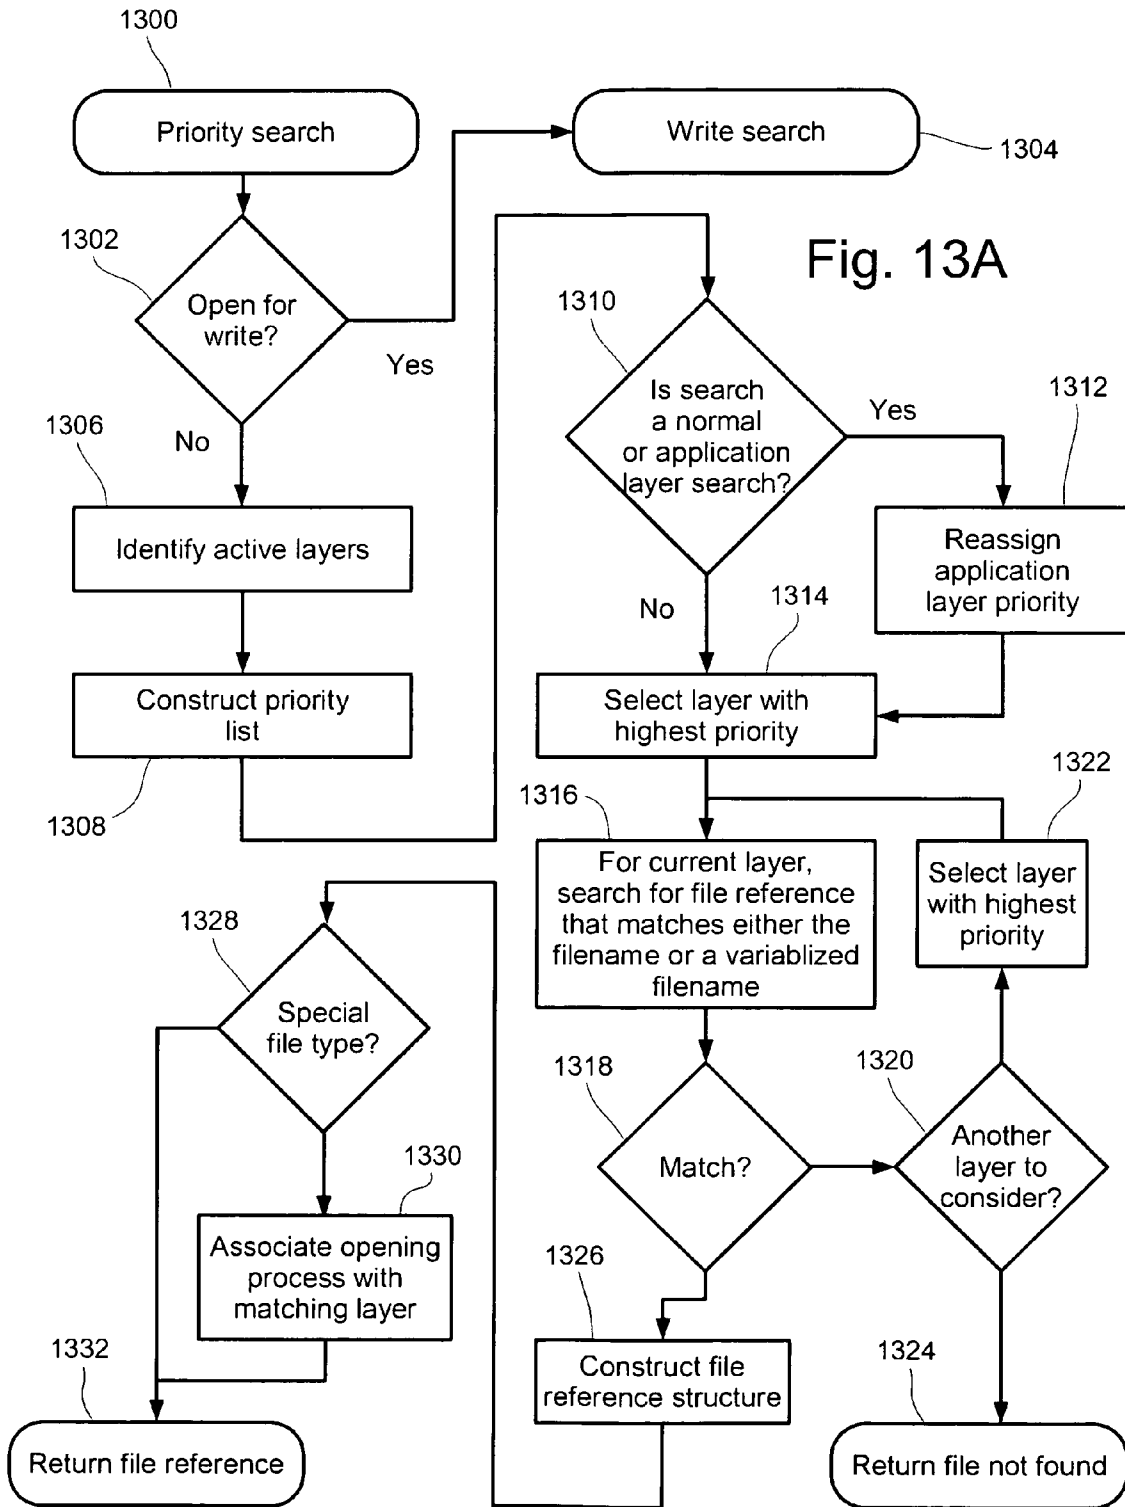 1300
Priority search
Write search
1304
1302
Open for
write?
Yes
No
Fig. 13A
1306
Identify active layers
Construct priority
list
1308
1310
Is search
a normal
or application
layer search?
Yes
No
1312
Reassign
application
layer priority
1314
Select layer with
highest priority
1316
For current layer,
search for file reference
that matches either the
filename or a variablized
filename
1322
Select layer
with highest
priority
1318
Match?
1320
Another
layer to
consider?
1324
Return file not found
1326
Construct file
reference structure
1328
Special
file type?
1330
Associate opening
process with
matching layer
1332
Return file reference